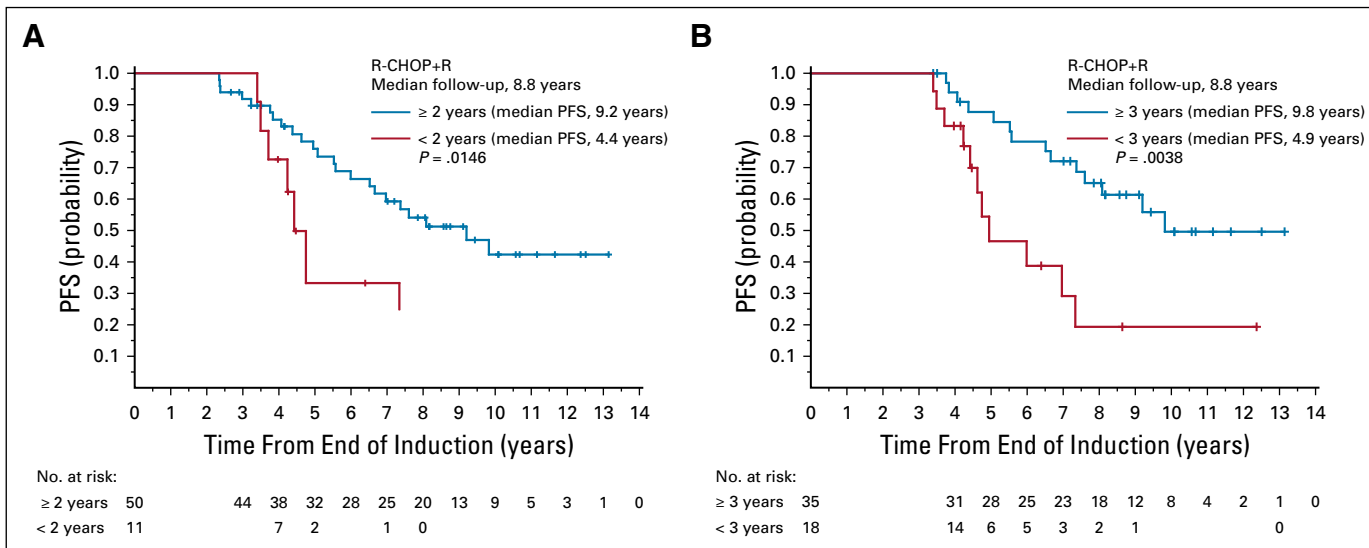 A
R-CHOP+R
Median follow-up, 8.8 years
≥ 2 years (median PFS, 9.2 years)
< 2 years (median PFS, 4.4 years)
P = .0146
PFS (probability)
1.0
0.9
0.8
0.7
0.6
0.5
0.4
0.3
0.2
0.1
0 1 2 3 4 5 6 7 8 9 10 11 12 13 14
Time From End of Induction (years)
No. at risk:
≥ 2 years 50 44 38 32 28 25 20 13 9 5 3 1 0
< 2 years 11 7 2 1 0
B
R-CHOP+R
Median follow-up, 8.8 years
≥ 3 years (median PFS, 9.8 years)
< 3 years (median PFS, 4.9 years)
P = .0038
PFS (probability)
1.0
0.9
0.8
0.7
0.6
0.5
0.4
0.3
0.2
0.1
0 1 2 3 4 5 6 7 8 9 10 11 12 13 14
Time From End of Induction (years)
No. at risk:
≥ 3 years 35 31 28 25 23 18 12 8 4 2 1 0
< 3 years 18 14 6 5 3 2 1 0